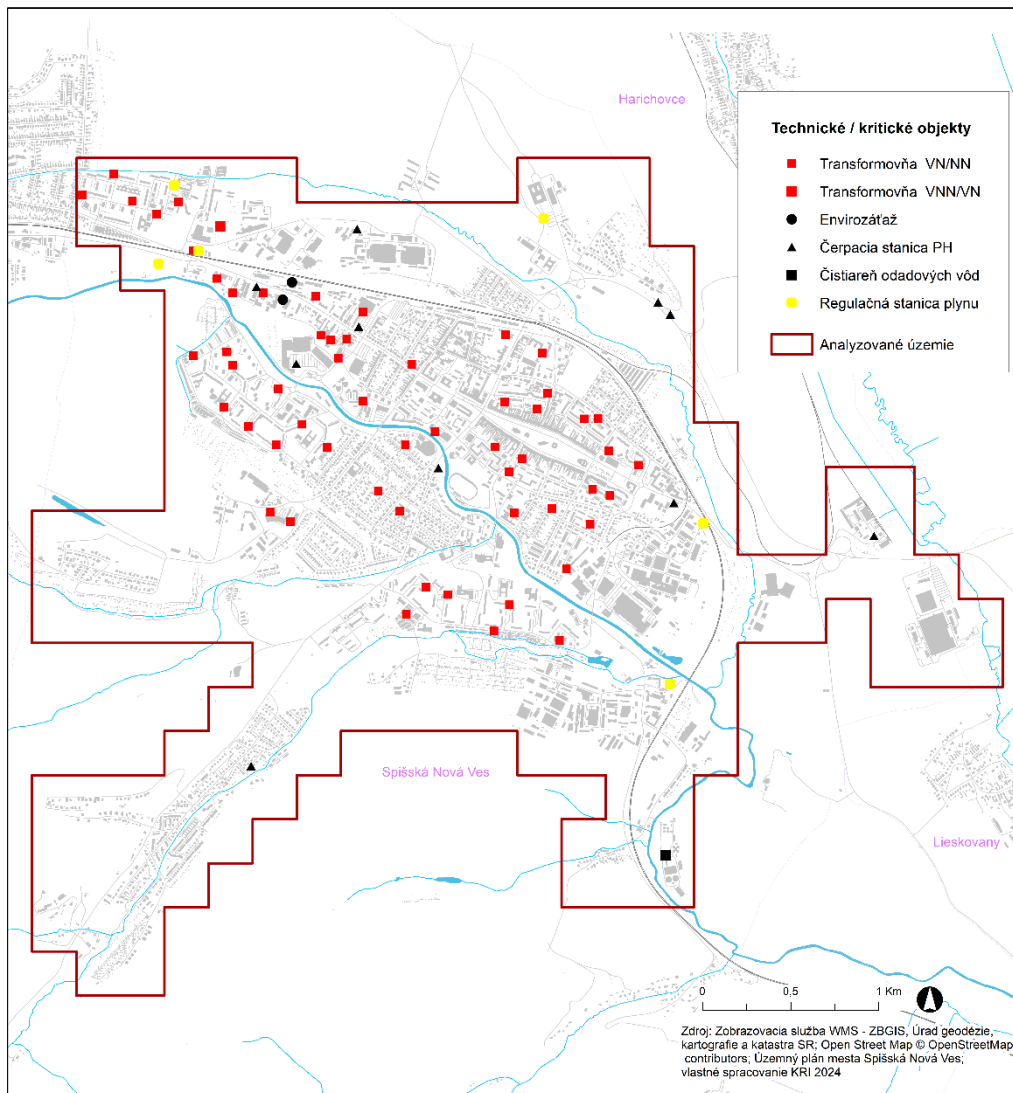 Harichovce
Technické / kritické objekty
Transformovňa VN/NN
Transformovňa VNN/VN
Envirozáťaž
Čerpacia stanica PH
Čistiareň odadových vôd
Regulačná stanica plynu
Analyzované územie
Spišská Nová Ves
Lieskovany
0 0,5 1 Km
Zdroj: Zobrazovacia služba WMS - ZBGIS, Úrad geodézie,
kartografie a katastra SR; Open Street Map © OpenStreetMap
contributors; Územný plán mesta Spišská Nová Ves;
vlastné spracovanie KRI 2024